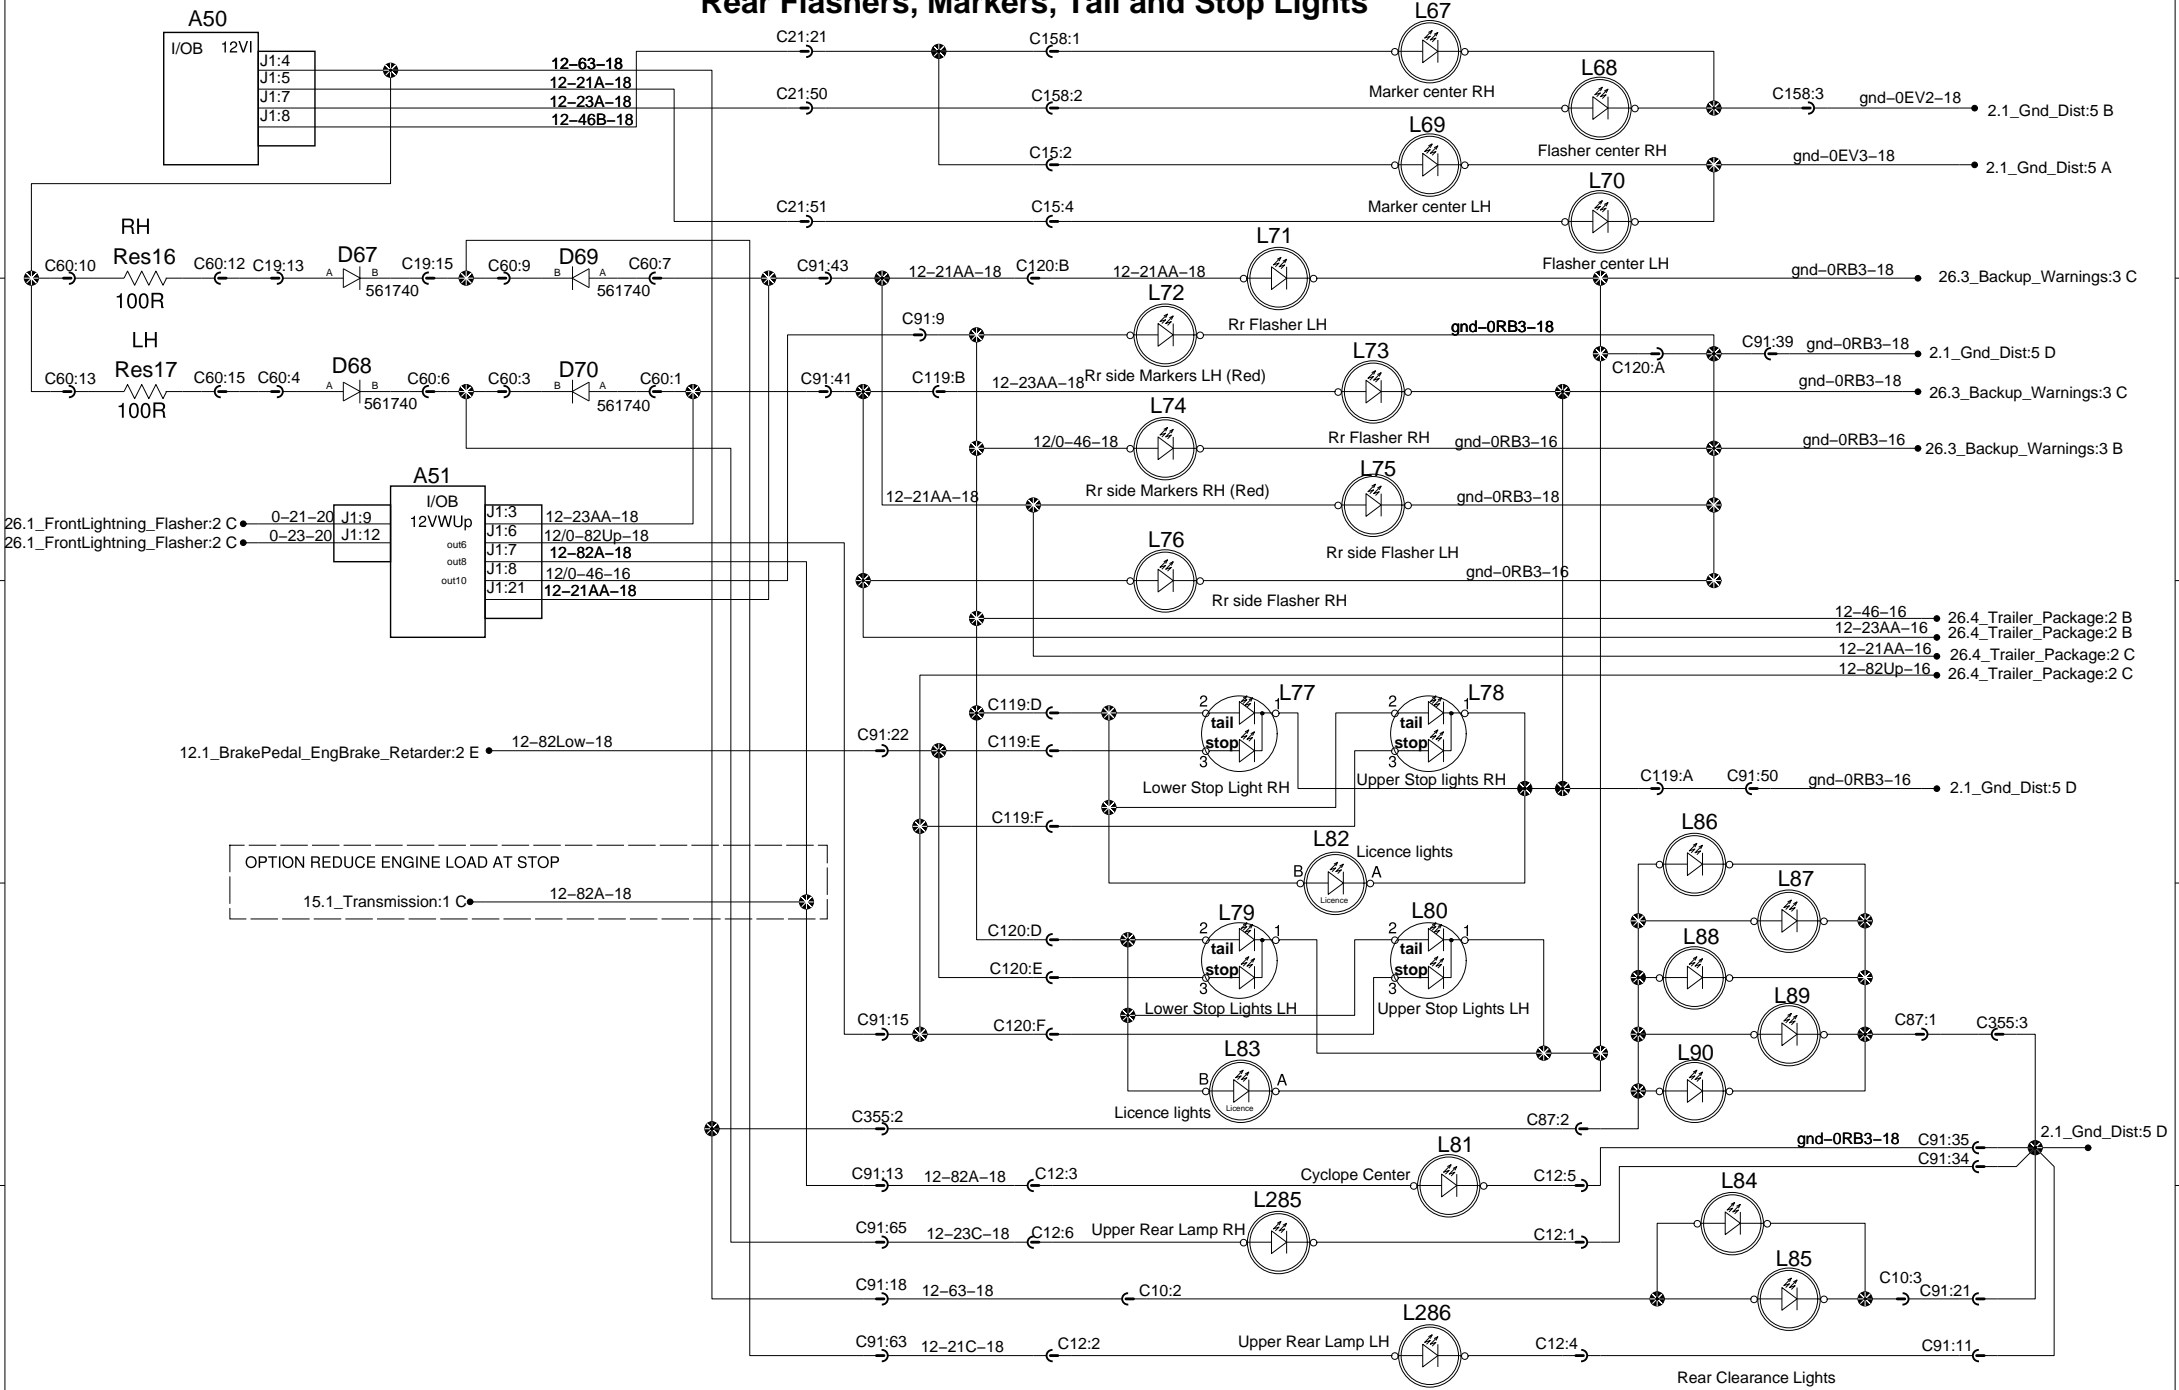 Rear Flashers, Markers, Tail and Stop Lights
A50
I/OB 12VI
J1:4
J1:5
J1:7
J1:8
12-63-18
12-21A-18
12-23A-18
12-46B-18
C21:21
C158:1
L67
Marker center RH
C21:50
C158:2
L68
Flasher center RH
C158:3
gnd-0EV2-18
2.1_Gnd_Dist:5 B
C15:2
L69
Marker center LH
gnd-0EV3-18
2.1_Gnd_Dist:5 A
C21:51
C15:4
L70
Flasher center LH
RH
Res16
100R
C60:10
C60:12
C19:13
D67
A
B
561740
C19:15
C60:9
D69
B
A
561740
C60:7
C91:43
12-21AA-18
C120:B
12-21AA-18
L71
Rr Flasher LH
gnd-0RB3-18
26.3_Backup_Warnings:3 C
C91:9
L72
Rr side Markers LH (Red)
gnd-0RB3-18
C120:A
C91:39
gnd-0RB3-18
2.1_Gnd_Dist:5 D
LH
Res17
100R
C60:13
C60:15
C60:4
D68
A
B
561740
C60:6
C60:3
D70
B
A
561740
C60:1
C91:41
C119:B
12-23AA-18
L73
Rr Flasher RH
gnd-0RB3-18
26.3_Backup_Warnings:3 C
12/0-46-18
L74
Rr side Markers RH (Red)
gnd-0RB3-16
gnd-0RB3-16
26.3_Backup_Warnings:3 B
12-21AA-18
L75
Rr side Flasher LH
gnd-0RB3-18
L76
Rr side Flasher RH
gnd-0RB3-16
A51
I/OB
12VWUp
out6
out8
out10
26.1_FrontLightning_Flasher:2 C
0-21-20
J1:9
26.1_FrontLightning_Flasher:2 C
0-23-20
J1:12
J1:3
J1:6
J1:7
J1:8
J1:21
12-23AA-18
12/0-82Up-18
12-82A-18
12/0-46-16
12-21AA-18
12-46-16
26.4_Trailer_Package:2 B
12-23AA-16
26.4_Trailer_Package:2 B
12-21AA-16
26.4_Trailer_Package:2 C
12-82Up-16
26.4_Trailer_Package:2 C
C119:D
2
L77
1
tail
stop
3
Lower Stop Light RH
2
L78
1
tail
stop
3
Upper Stop lights RH
12.1_BrakePedal_EngBrake_Retarder:2 E
12-82Low-18
C91:22
C119:E
C119:A
C91:50
gnd-0RB3-16
2.1_Gnd_Dist:5 D
C119:F
L82
Licence lights
B
A
Licence
OPTION REDUCE ENGINE LOAD AT STOP
15.1_Transmission:1 C
12-82A-18
C120:D
2
L79
1
tail
stop
3
Lower Stop Lights LH
2
L80
1
tail
stop
3
Upper Stop Lights LH
C120:E
C91:15
C120:F
L83
B
A
Licence
Licence lights
L86
L87
L88
L89
L90
C87:1
C355:3
C355:2
C87:2
2.1_Gnd_Dist:5 D
C91:13
12-82A-18
C12:3
Cyclope Center
L81
C12:5
gnd-0RB3-18
C91:35
C91:34
C91:65
12-23C-18
C12:6
Upper Rear Lamp RH
L285
C12:1
L84
L85
C91:18
12-63-18
C10:2
C10:3
C91:21
C91:63
12-21C-18
C12:2
Upper Rear Lamp LH
L286
C12:4
C91:11
Rear Clearance Lights